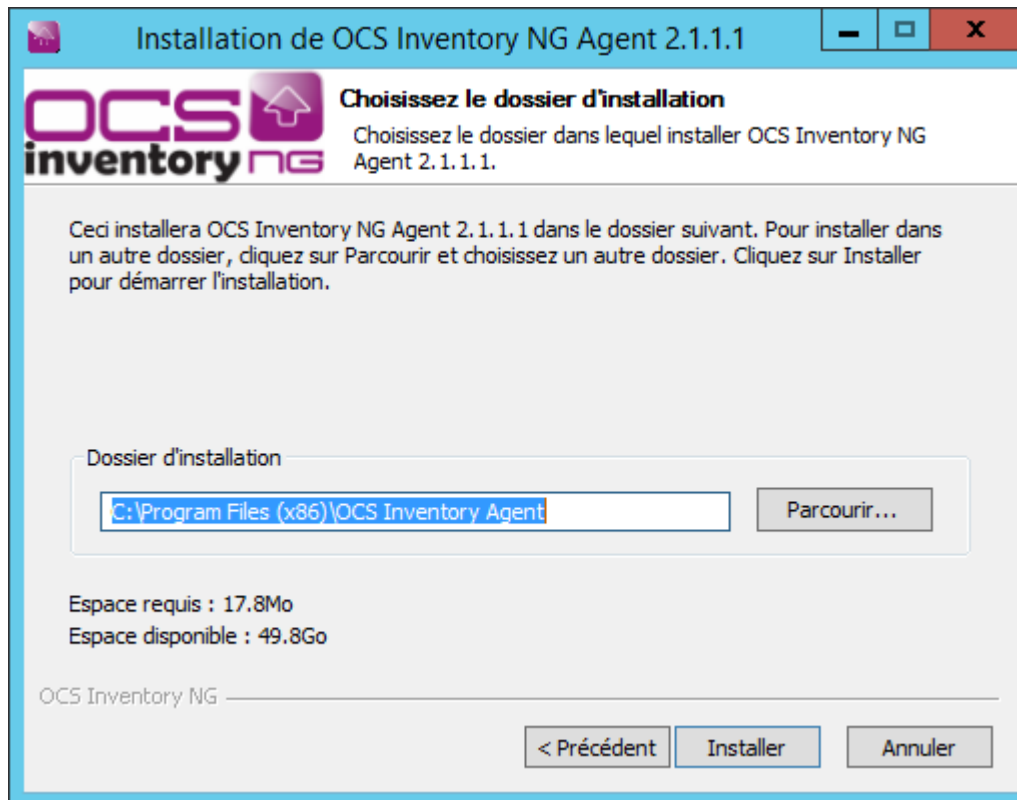 Installation de OCS Inventory NG Agent 2.1.1.1
OCS
inventory NG
Choisissez le dossier d'installation
Choisissez le dossier dans lequel installer OCS Inventory NG
Agent 2.1.1.1.
Ceci installera OCS Inventory NG Agent 2.1.1.1 dans le dossier suivant. Pour installer dans
un autre dossier, cliquez sur Parcourir et choisissez un autre dossier. Cliquez sur Installer
pour démarrer l'installation.
Dossier d'installation
C:\Program Files (x86)\OCS Inventory Agent
Parcourir...
Espace requis : 17.8Mo
Espace disponible : 49.8Go
OCS Inventory NG
< Précédent
Installer
Annuler